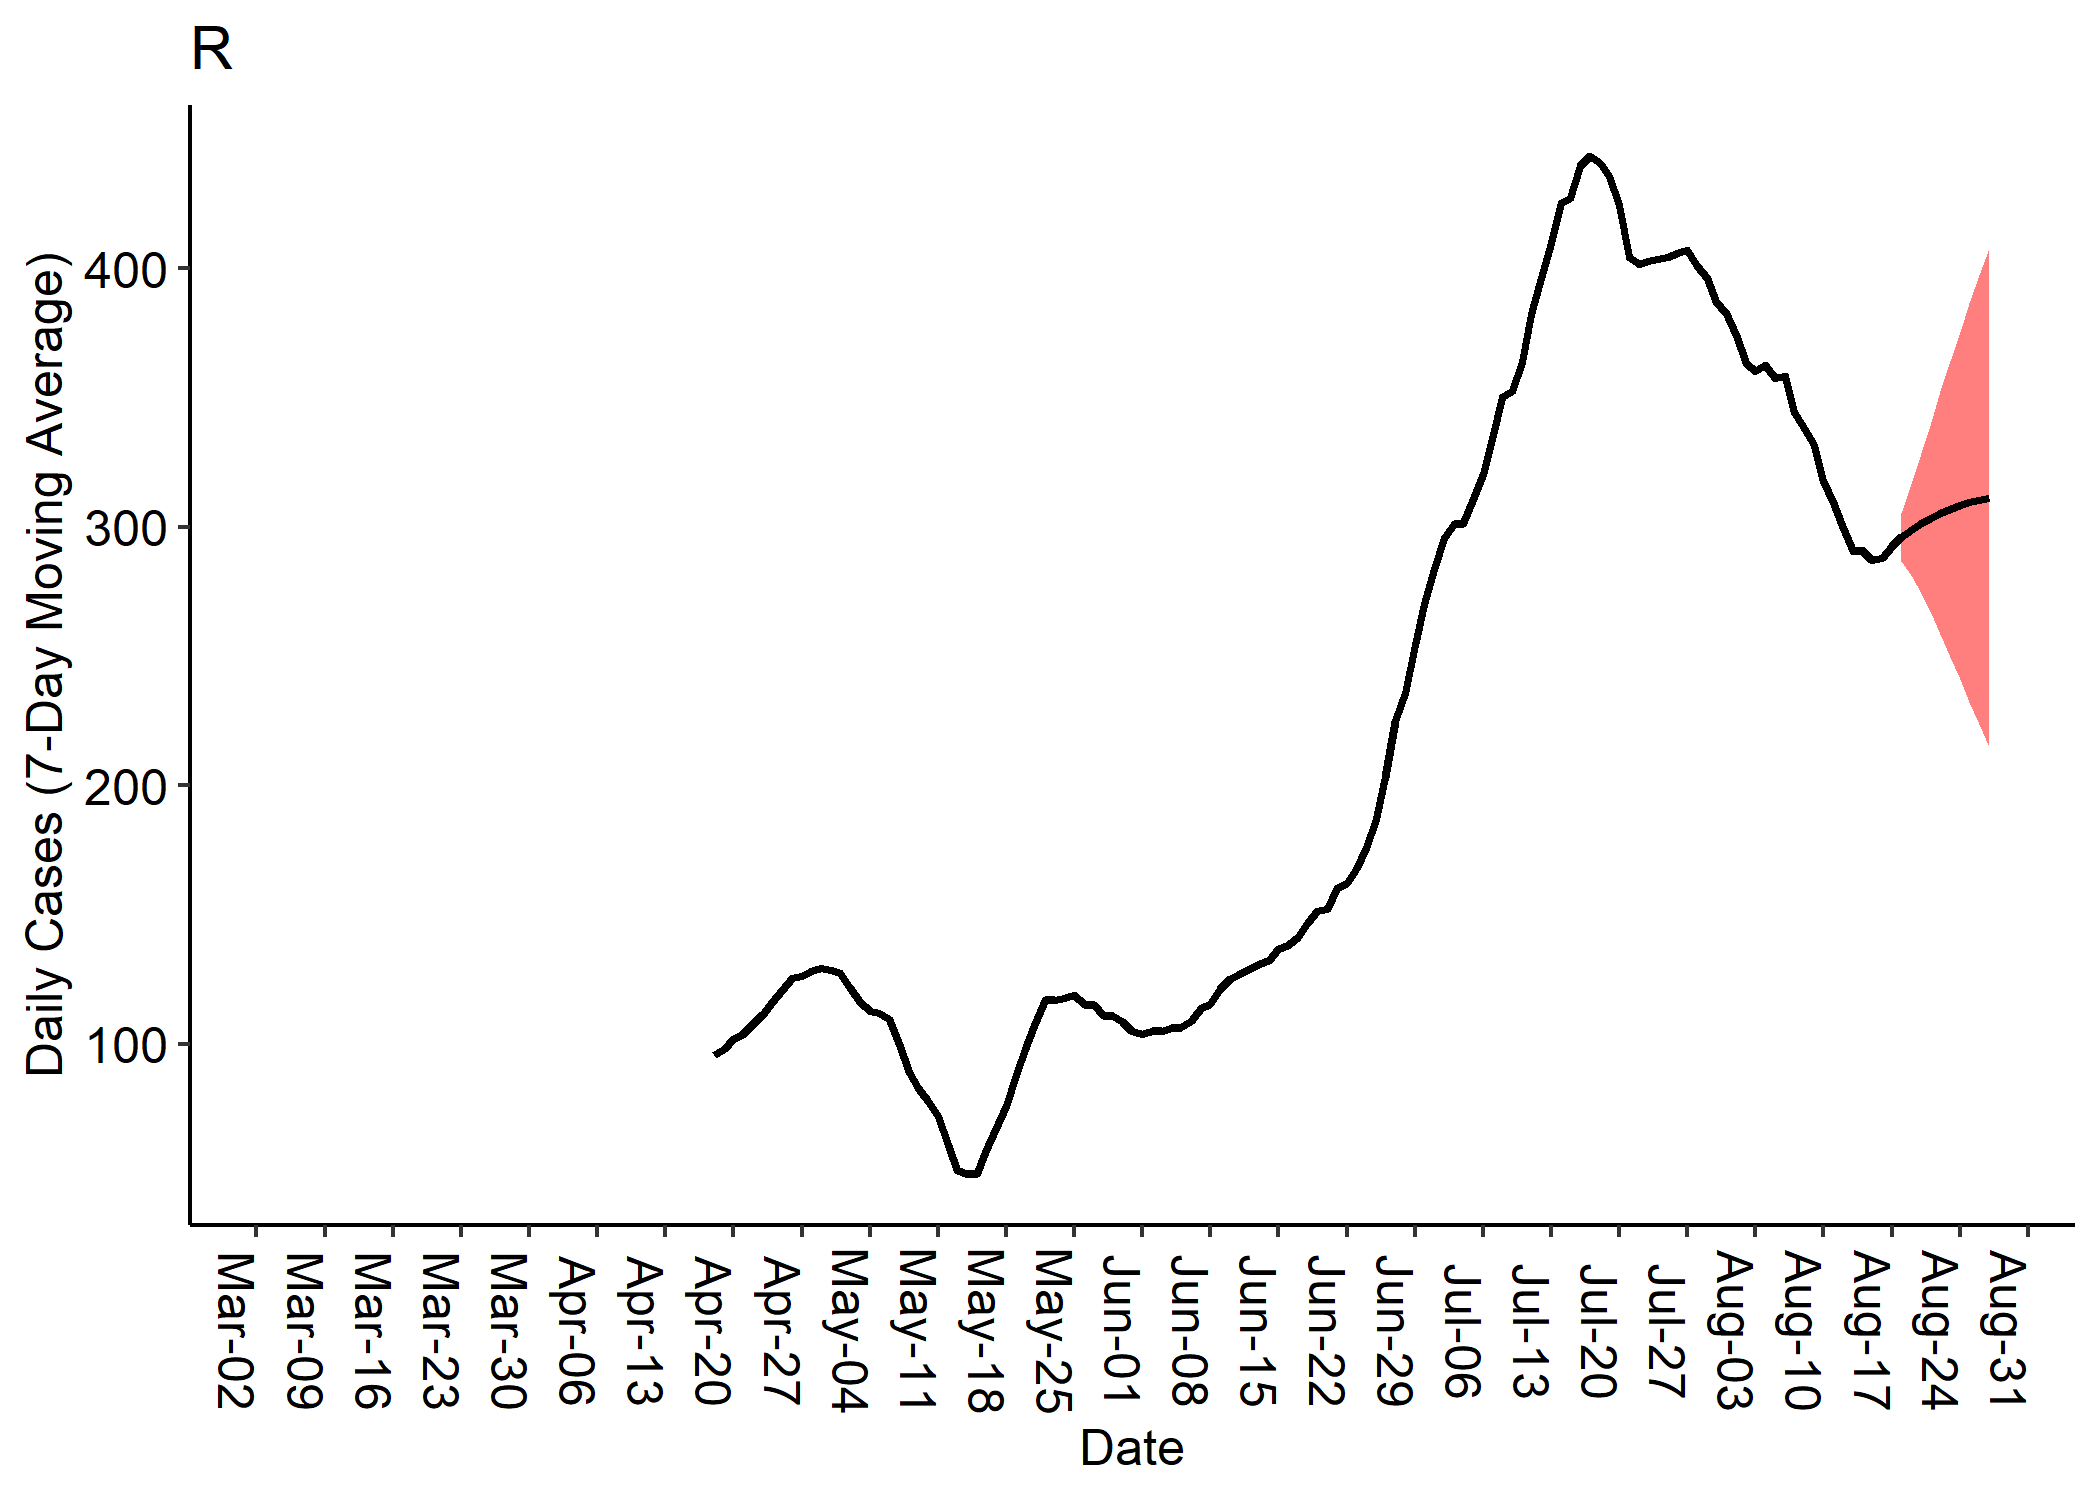 R
Daily Cases (7-Day Moving Average)
400
300
200
100
Mar-02
Mar-09
Mar-16
Mar-23
Mar-30
Apr-06
Apr-13
Apr-20
Apr-27
May-04
May-11
May-18
May-25
Jun-01
Jun-08
Jun-15
Jun-22
Jun-29
Jul-06
Jul-13
Jul-20
Jul-27
Aug-03
Aug-10
Aug-17
Aug-24
Aug-31
Date